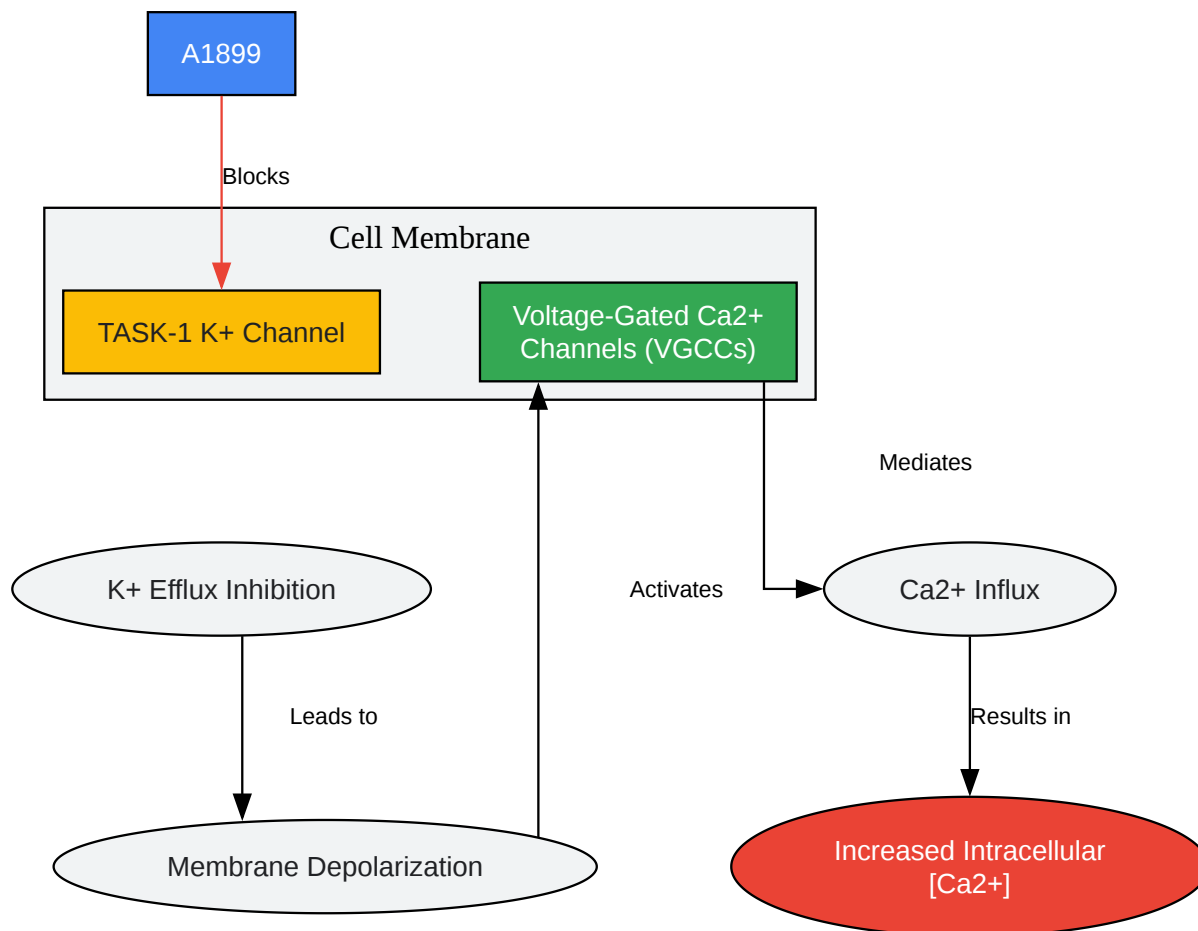 A1899
Blocks
Cell Membrane
TASK-1 K+ Channel
Voltage-Gated Ca2+
Channels (VGCCs)
Mediates
K+ Efflux Inhibition
Activates
Ca2+ Influx
Leads to
Results in
Membrane Depolarization
Increased Intracellular
[Ca2+]